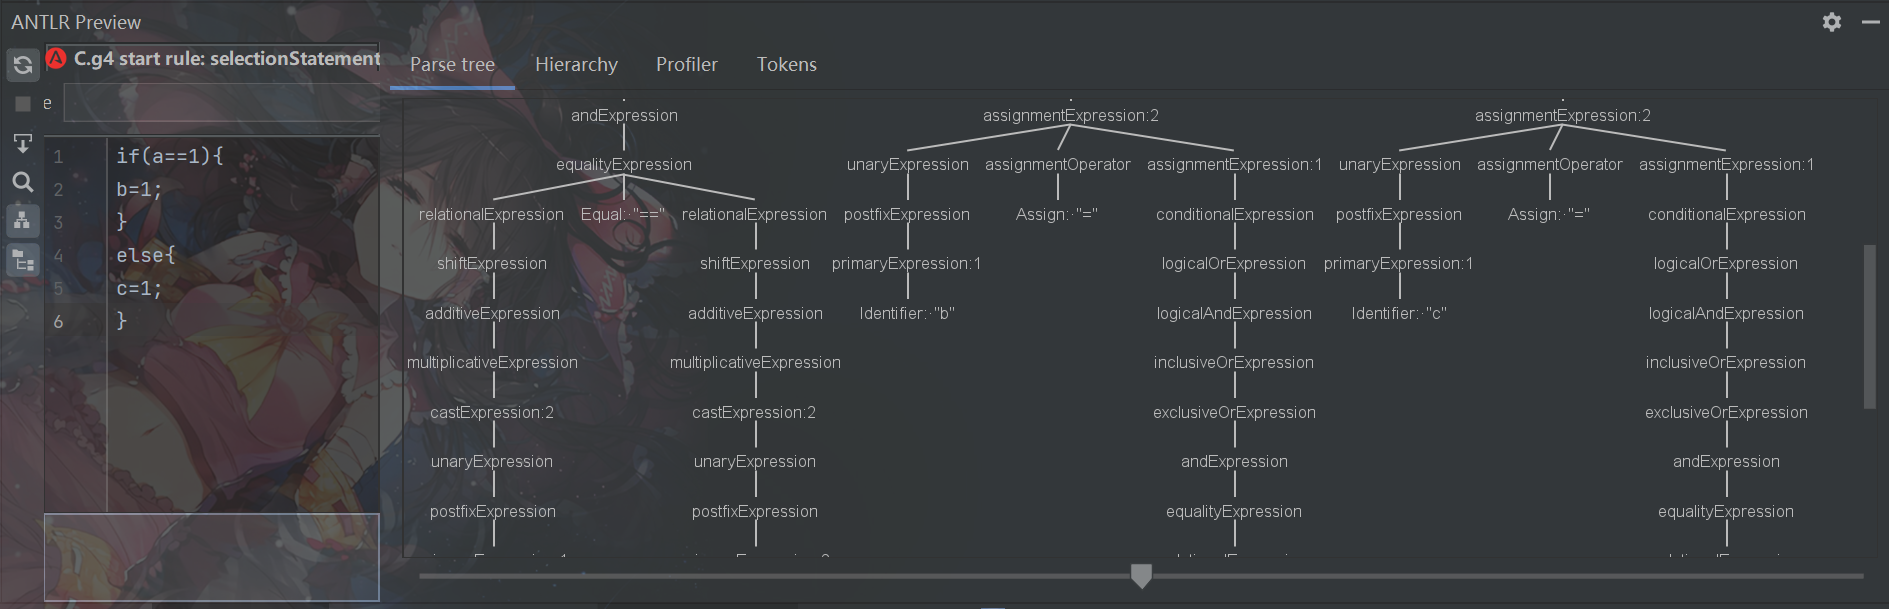 ANTLR Preview
C.g4 start rule: selectionStatement
e
Parse tree Hierarchy Profiler Tokens
1 if(a==1){
2 b=1;
3 }
4 else{
5 c=1;
6 }
andExpression assignmentExpression:2 assignmentExpression:2
equalityExpression unaryExpression assignmentOperator assignmentExpression:1 unaryExpression assignmentOperator assignmentExpression:1
relationalExpression Equal:·"==" relationalExpression postfixExpression Assign:·"=" conditionalExpression postfixExpression Assign:·"=" conditionalExpression
shiftExpression shiftExpression primaryExpression:1 logicalOrExpression primaryExpression:1 logicalOrExpression
additiveExpression additiveExpression Identifier:·"b" logicalAndExpression Identifier:·"c" logicalAndExpression
multiplicativeExpression multiplicativeExpression inclusiveOrExpression inclusiveOrExpression
castExpression:2 castExpression:2 exclusiveOrExpression exclusiveOrExpression
unaryExpression unaryExpression andExpression andExpression
postfixExpression postfixExpression equalityExpression equalityExpression